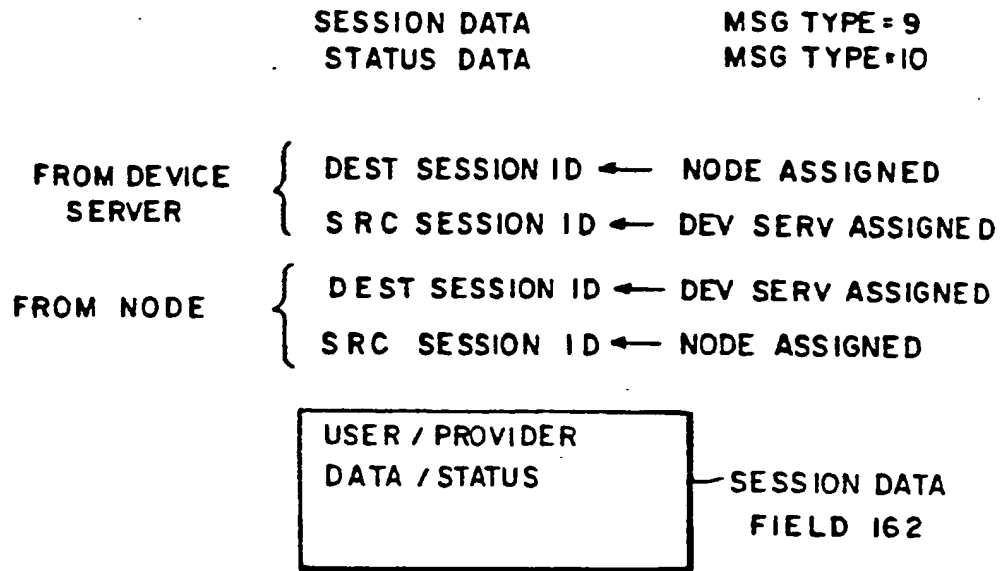 SESSION DATA MSG TYPE = 9
STATUS DATA MSG TYPE = 10
FROM DEVICE SERVER
DEST SESSION ID ← NODE ASSIGNED
SRC SESSION ID ← DEV SERV ASSIGNED
FROM NODE
DEST SESSION ID ← DEV SERV ASSIGNED
SRC SESSION ID ← NODE ASSIGNED
USER / PROVIDER
DATA / STATUS
SESSION DATA
FIELD 162